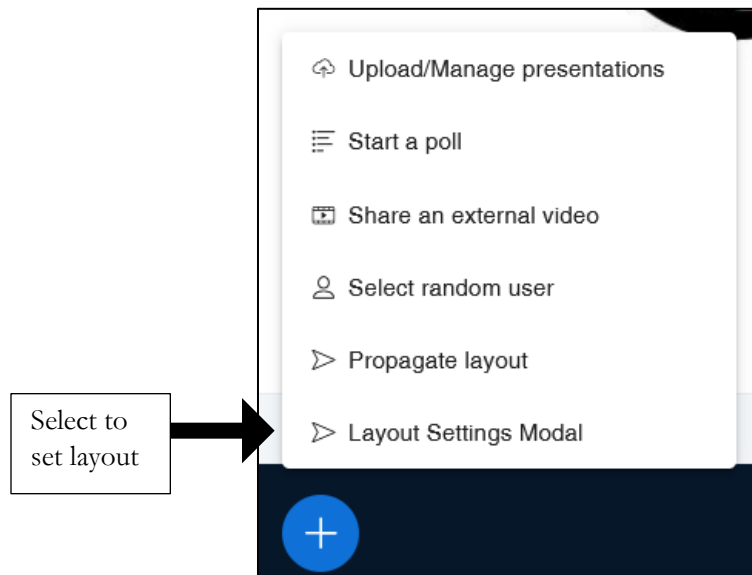 Upload/Manage presentations
Start a poll
Share an external video
Select random user
Propagate layout
Layout Settings Modal
Select to
set layout